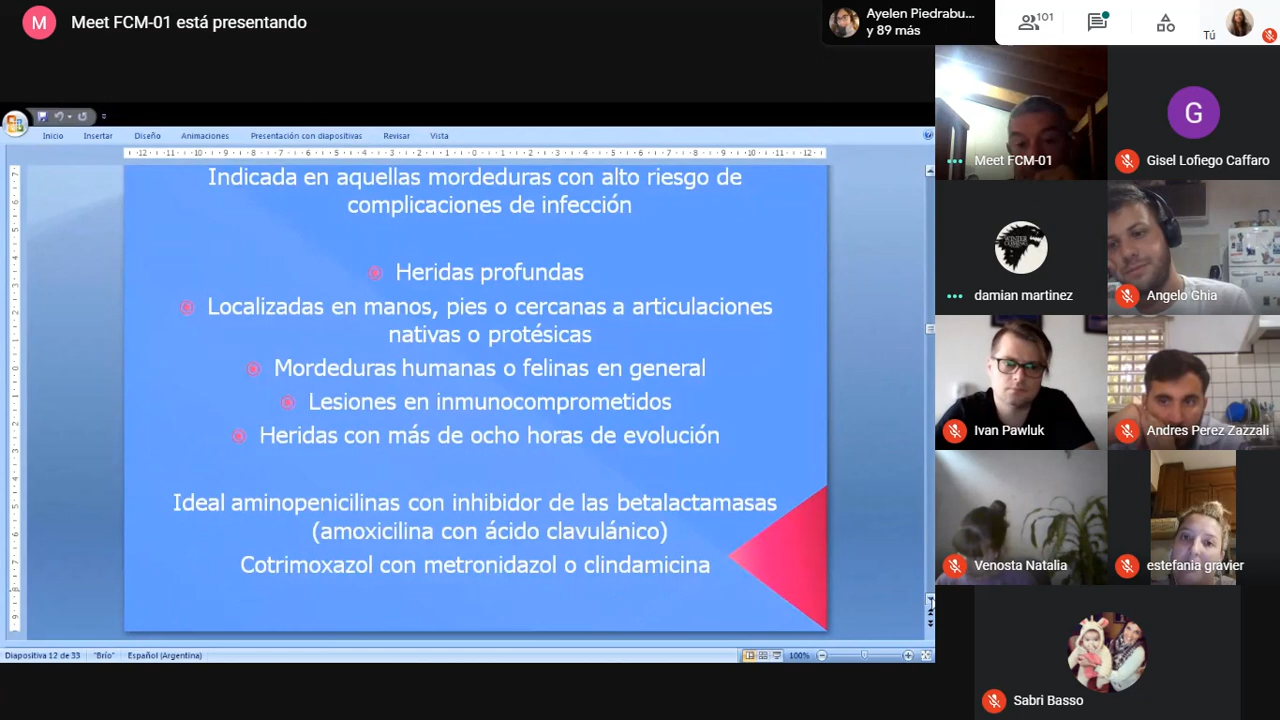 M
Meet FCM-01 está presentando
Ayelen Piedrabu...
y 89 más
101
Tú
Inicio
Insertar
Diseño
Animaciones
Presentación con diapositivas
Revisar
Vista
Indicada en aquellas mordeduras con alto riesgo de
complicaciones de infección
Heridas profundas
Localizadas en manos, pies o cercanas a articulaciones
nativas o protésicas
Mordeduras humanas o felinas en general
Lesiones en inmunocomprometidos
Heridas con más de ocho horas de evolución
Ideal aminopenicilinas con inhibidor de las betalactamasas
(amoxicilina con ácido clavulánico)
Cotrimoxazol con metronidazol o clindamicina
Diapositiva 12 de 33
"Brío"
Español (Argentina)
100%
Meet FCM-01
G
Gisel Lofiego Caffaro
damian martinez
Angelo Ghia
Ivan Pawluk
Andres Perez Zazzali
Venosta Natalia
estefania gravier
Sabri Basso